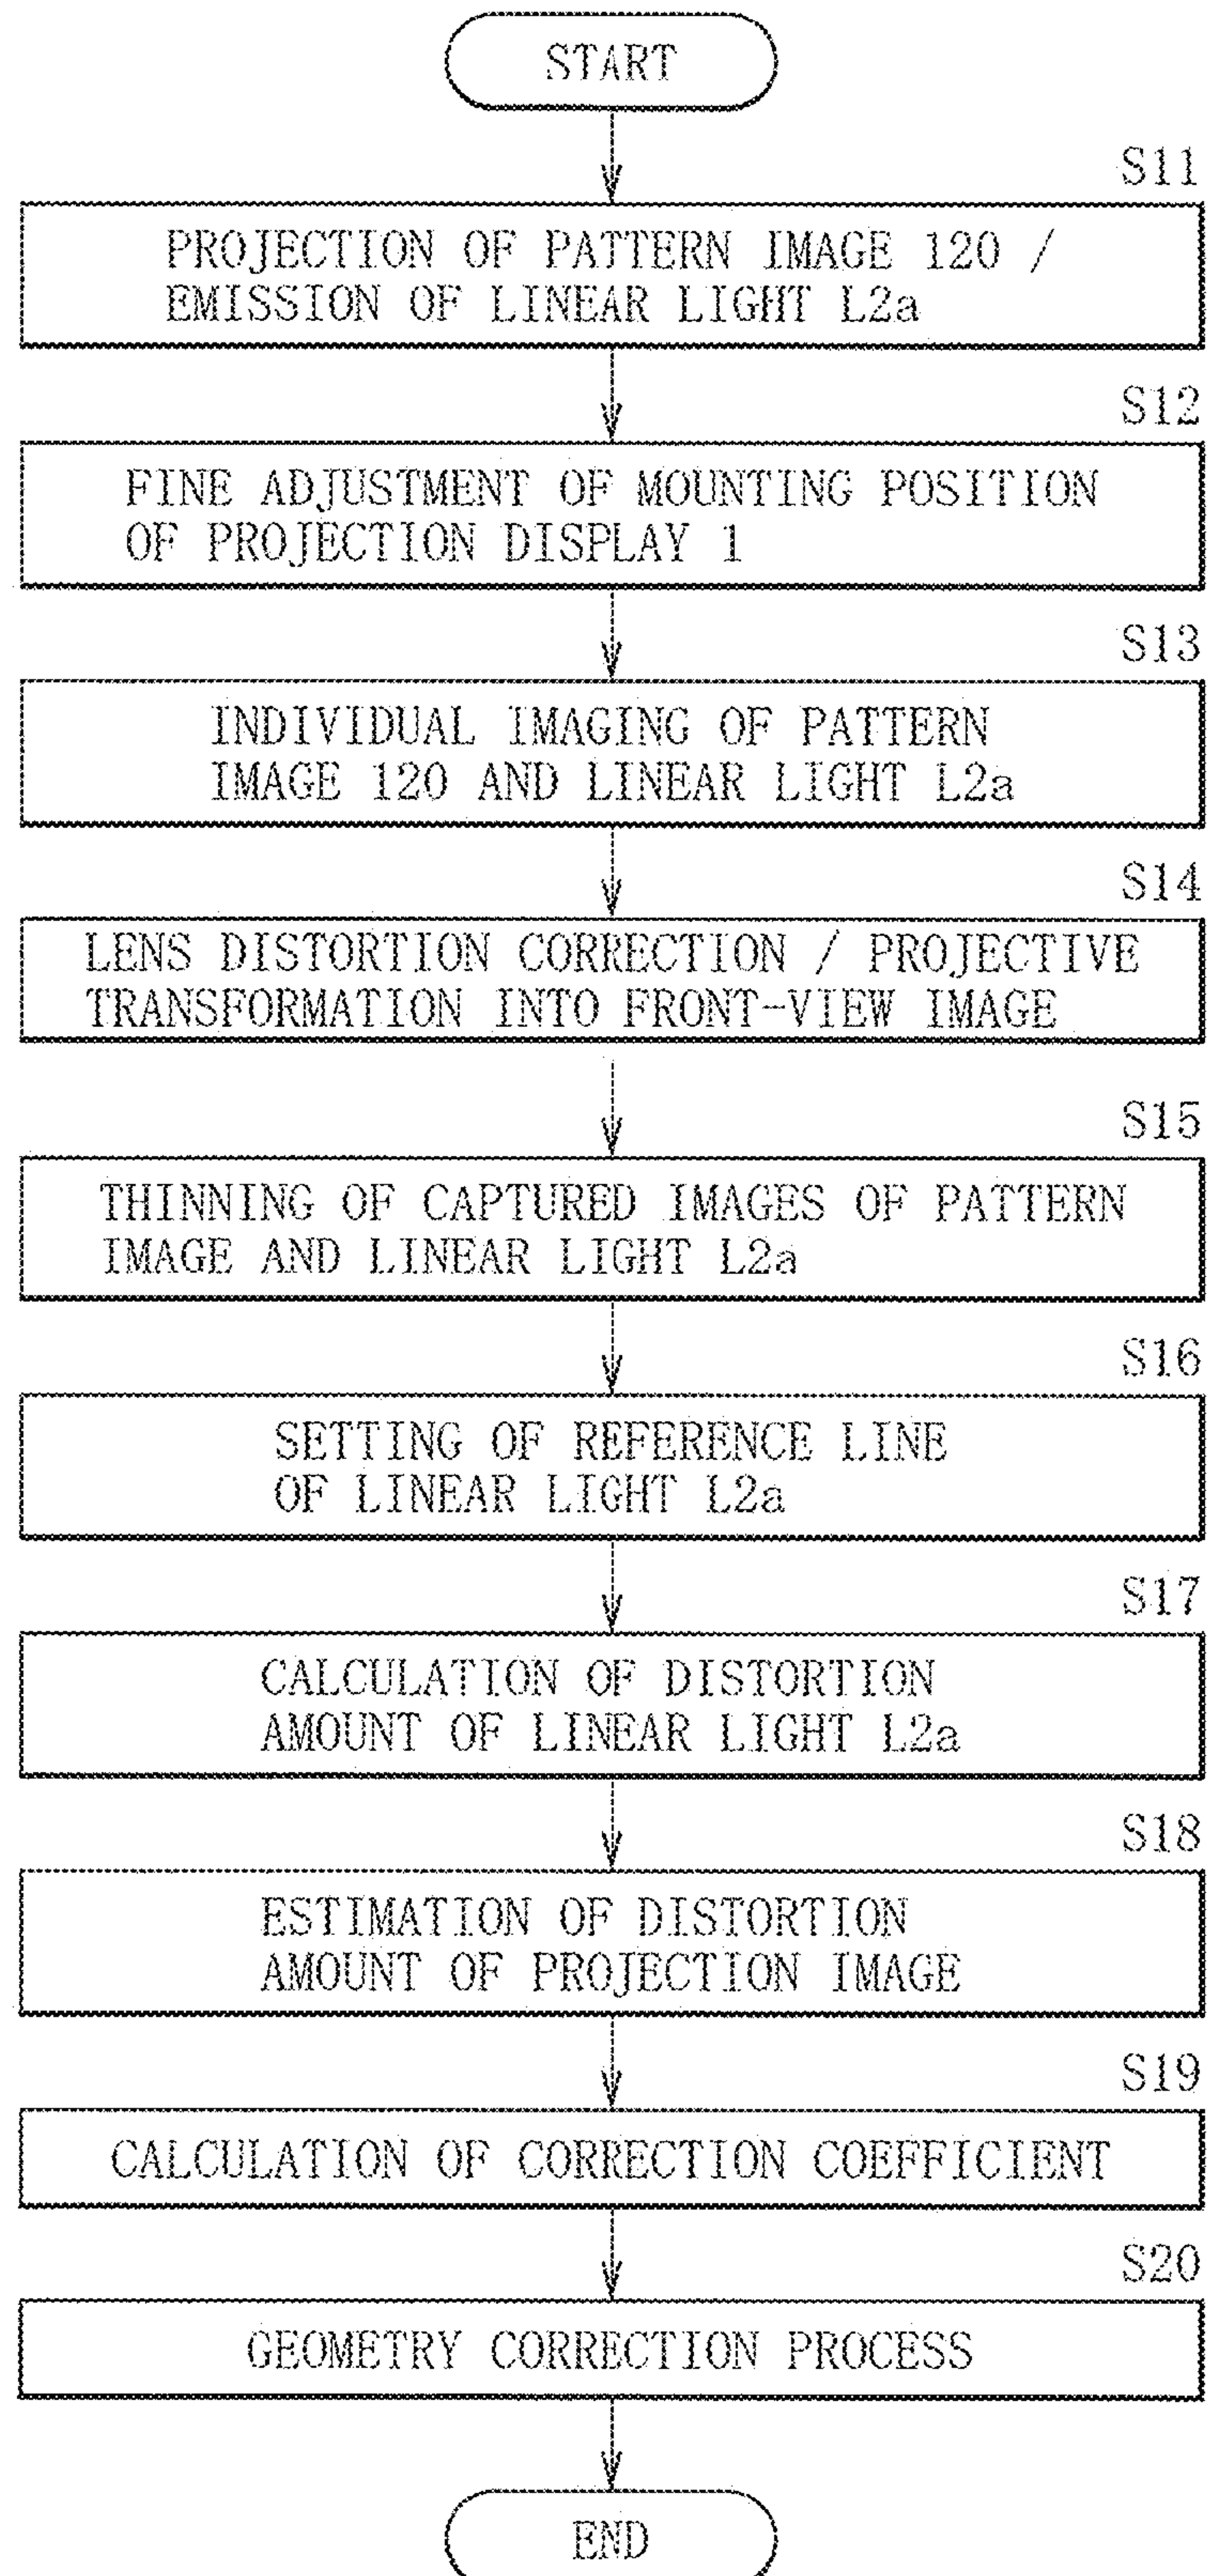 START
S11
PROJECTION OF PATTERN IMAGE 120 /
EMISSION OF LINEAR LIGHT L2a
S12
FINE ADJUSTMENT OF MOUNTING POSITION
OF PROJECTION DISPLAY 1
S13
INDIVIDUAL IMAGING OF PATTERN
IMAGE 120 AND LINEAR LIGHT L2a
S14
LENS DISTORTION CORRECTION / PROJECTIVE
TRANSFORMATION INTO FRONT-VIEW IMAGE
S15
THINNING OF CAPTURED IMAGES OF PATTERN
IMAGE AND LINEAR LIGHT L2a
S16
SETTING OF REFERENCE LINE
OF LINEAR LIGHT L2a
S17
CALCULATION OF DISTORTION
AMOUNT OF LINEAR LIGHT L2a
S18
ESTIMATION OF DISTORTION
AMOUNT OF PROJECTION IMAGE
S19
CALCULATION OF CORRECTION COEFFICIENT
S20
GEOMETRY CORRECTION PROCESS
END